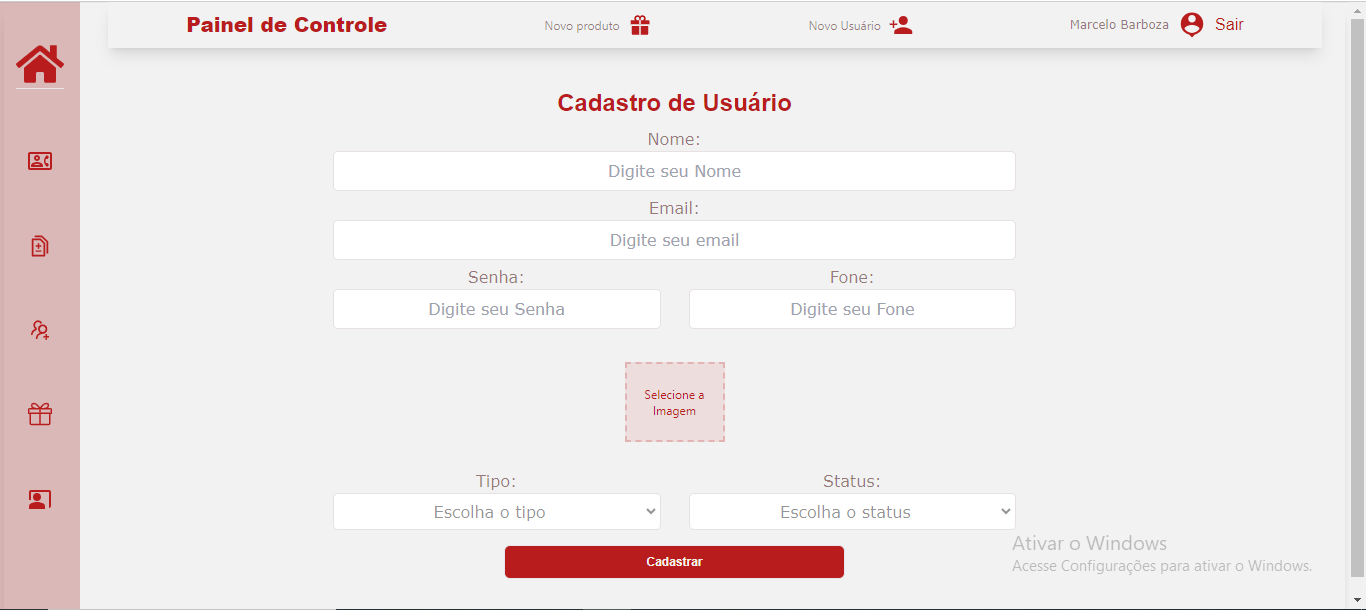 Painel de Controle
Novo produto
Novo Usuário
Marcelo Barboza
Sair
Cadastro de Usuário
Nome:
Digite seu Nome
Email:
Digite seu email
Senha:
Fone:
Digite seu Senha
Digite seu Fone
Selecione a
Imagem
Tipo:
Status:
Escolha o tipo
Escolha o status
Cadastrar
Ativar o Windows
Acesse Configurações para ativar o Windows.